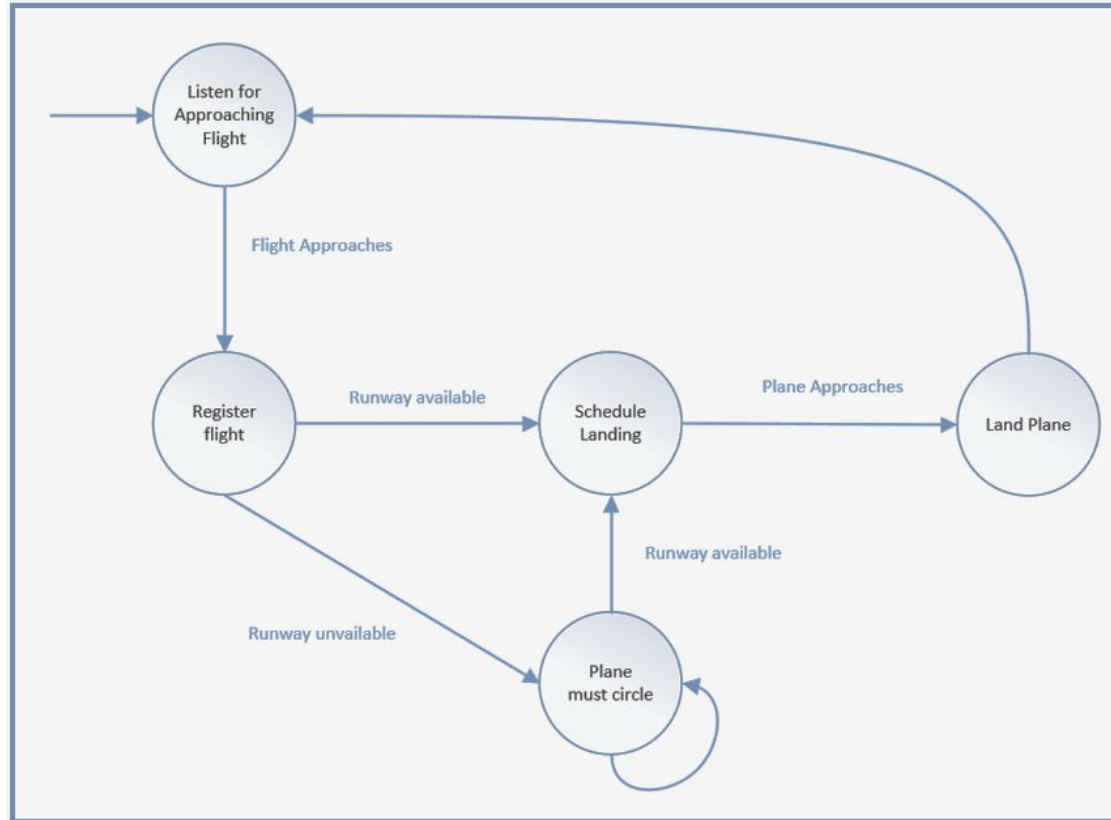 Listen for
Approaching
Flight
Flight Approaches
Register
flight
Runway available
Schedule
Landing
Plane Approaches
Land Plane
Runway available
Runway unvailable
Plane
must circle